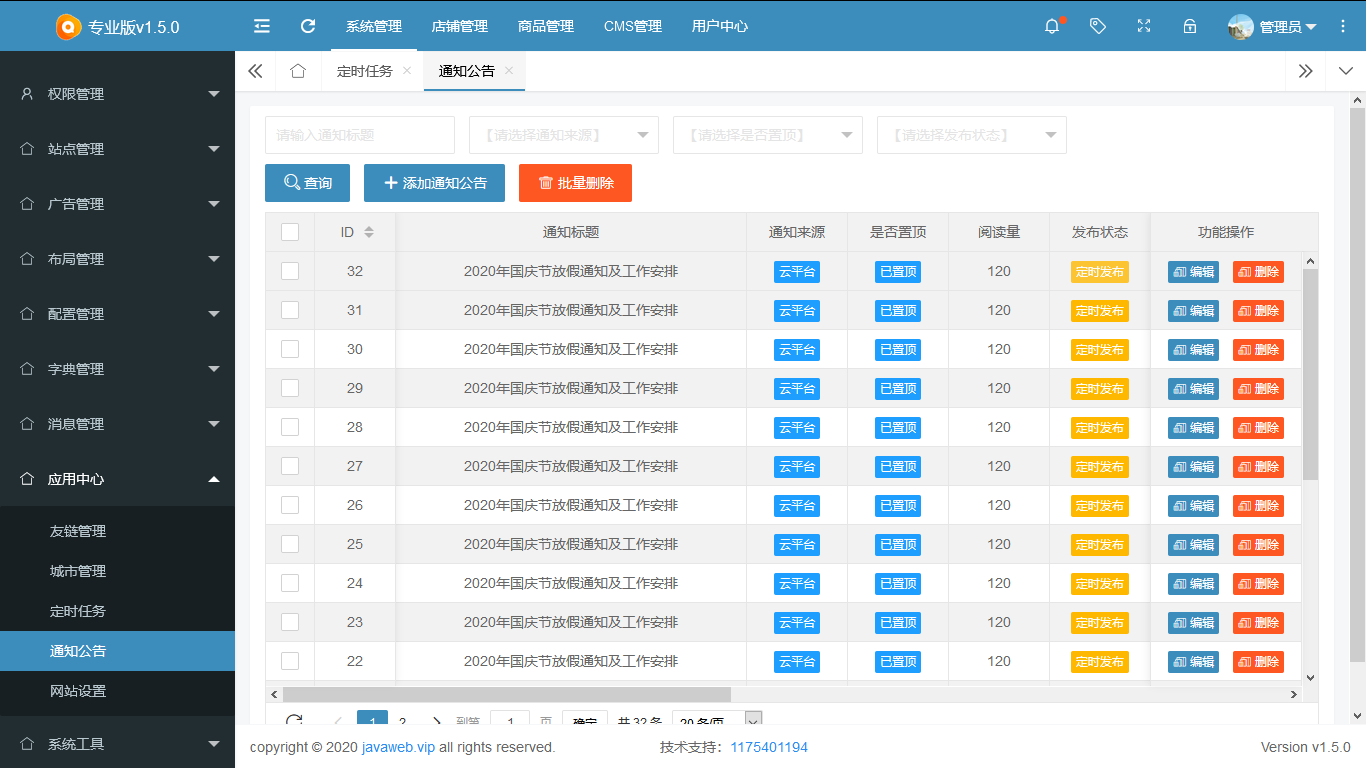 专业版v1.5.0 系统管理 店铺管理 商品管理 CMS管理 用户中心 管理员
定时任务 通知公告
权限管理
站点管理
广告管理
布局管理
配置管理
字典管理
消息管理
应用中心
友链管理
城市管理
定时任务
通知公告
网站设置
系统工具
请输入通知标题 【请选择通知来源】 【请选择是否置顶】 【请选择发布状态】
查询 添加通知公告 批量删除
ID 通知标题 通知来源 是否置顶 阅读量 发布状态 功能操作
32 2020年国庆节放假通知及工作安排 云平台 已置顶 120 定时发布 编辑 删除
31 2020年国庆节放假通知及工作安排 云平台 已置顶 120 定时发布 编辑 删除
30 2020年国庆节放假通知及工作安排 云平台 已置顶 120 定时发布 编辑 删除
29 2020年国庆节放假通知及工作安排 云平台 已置顶 120 定时发布 编辑 删除
28 2020年国庆节放假通知及工作安排 云平台 已置顶 120 定时发布 编辑 删除
27 2020年国庆节放假通知及工作安排 云平台 已置顶 120 定时发布 编辑 删除
26 2020年国庆节放假通知及工作安排 云平台 已置顶 120 定时发布 编辑 删除
25 2020年国庆节放假通知及工作安排 云平台 已置顶 120 定时发布 编辑 删除
24 2020年国庆节放假通知及工作安排 云平台 已置顶 120 定时发布 编辑 删除
23 2020年国庆节放假通知及工作安排 云平台 已置顶 120 定时发布 编辑 删除
22 2020年国庆节放假通知及工作安排 云平台 已置顶 120 定时发布 编辑 删除
1 2 到第 1 页 确定 共 32 条 20 条/页
copyright © 2020 javaweb.vip all rights reserved. 技术支持：1175401194 Version v1.5.0